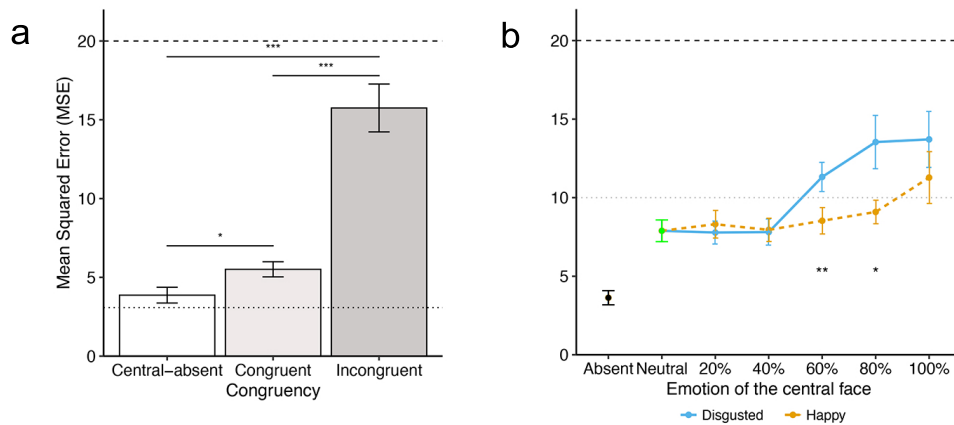 a
Mean Squared Error (MSE)
20
15
10
5
0
***
***
*
Central−absent Congruent Incongruent
Congruency
b
20
15
10
5
0
** *
Absent Neutral 20% 40% 60% 80% 100%
Emotion of the central face
Disgusted Happy